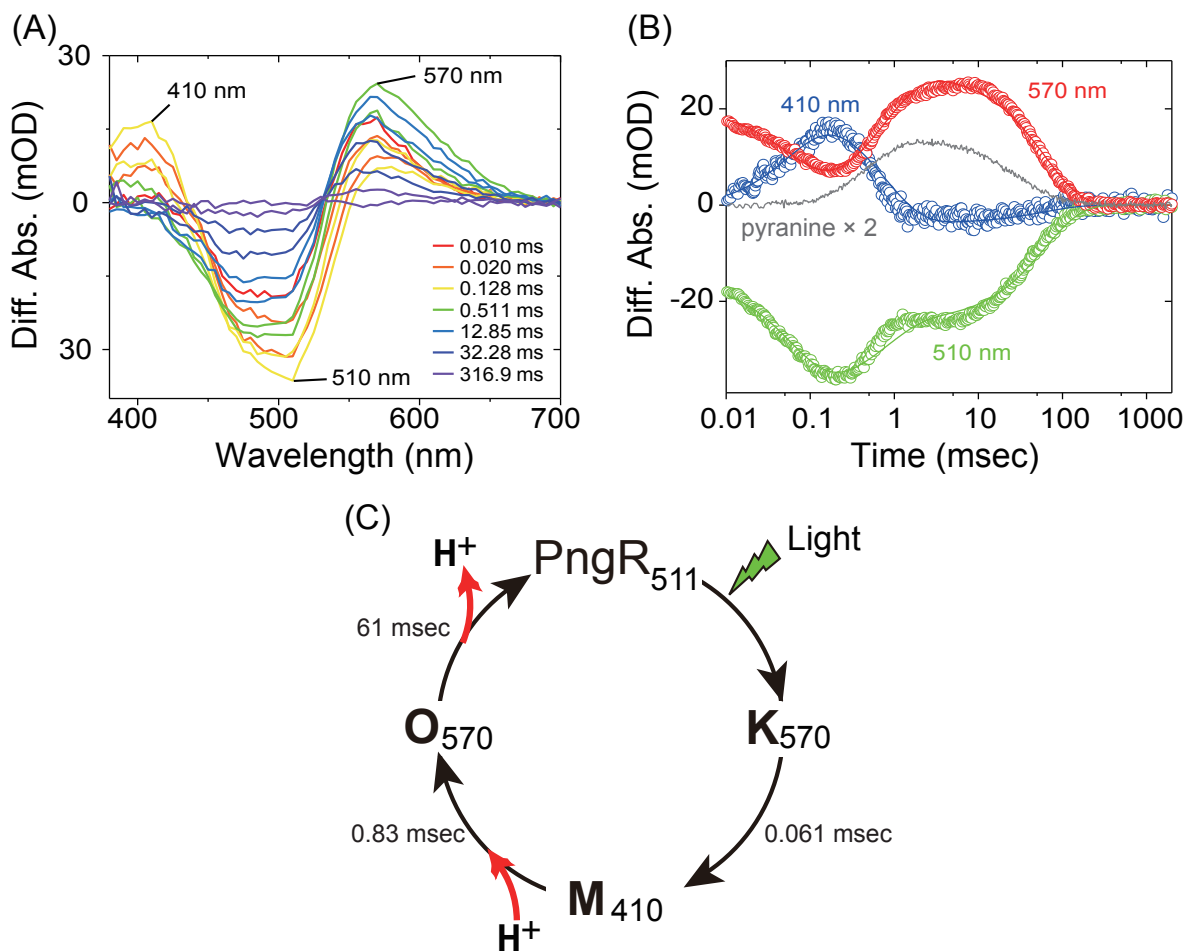 (A)
30
0
30
Diff. Abs. (mOD)
410 nm
570 nm
510 nm
0.010 ms
0.020 ms
0.128 ms
0.511 ms
12.85 ms
32.28 ms
316.9 ms
400
500
600
700
Wavelength (nm)
(B)
20
0
-20
Diff. Abs. (mOD)
410 nm
570 nm
pyranine × 2
510 nm
0.01
0.1
1
10
100
1000
Time (msec)
(C)
H+
PngR511
Light
61 msec
O570
K570
0.83 msec
0.061 msec
M410
H+